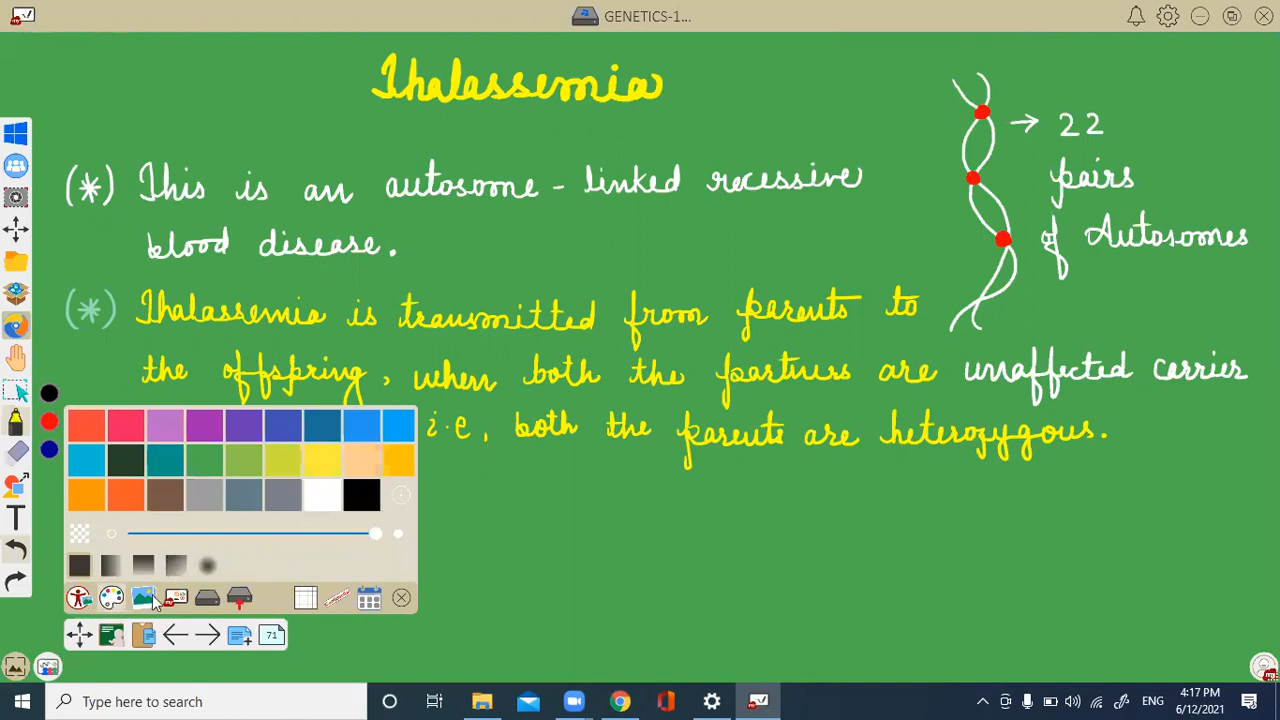 GENETICS-1...
Thalassemia
(*) This is an autosome-linked recessive
blood disease.
→ 22
pairs
of Autosomes
(*) Thalassemia is transmitted from parents to
the offspring, when both the partners are unaffected carrier
i.e, both the parents are heterozygous.
71
Type here to search
ENG
4:17 PM
6/12/2021